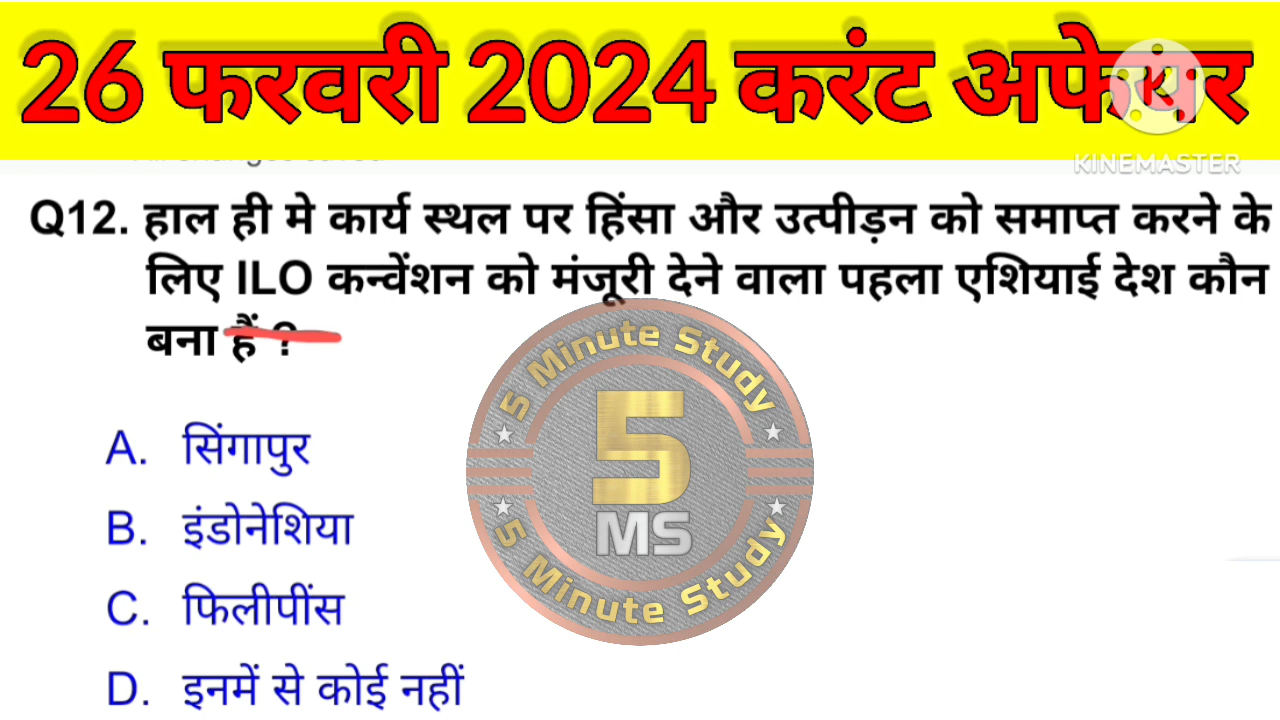 26 फरवरी 2024 करंट अफेयर
KINEMASTER
Q12. हाल ही मे कार्य स्थल पर हिंसा और उत्पीड़न को समाप्त करने के
लिए ILO कन्वेंशन को मंजूरी देने वाला पहला एशियाई देश कौन
बना हैं ?
5 Minute Study
5
MS
5 Minute Study
A. सिंगापुर
B. इंडोनेशिया
C. फिलीपींस
D. इनमें से कोई नहीं